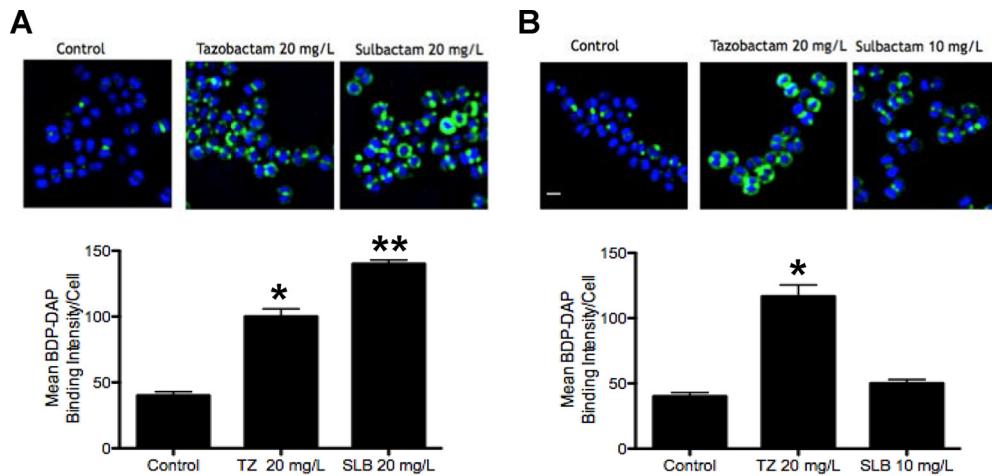 A
Control
Tazobactam 20 mg/L
Sulbactam 20 mg/L
Mean BDP-DAP
Binding Intensity/Cell
150
100
50
0
*
**
Control
TZ 20 mg/L
SLB 20 mg/L
B
Control
Tazobactam 20 mg/L
Sulbactam 10 mg/L
Mean BDP-DAP
Binding Intensity/Cell
150
100
50
0
*
Control
TZ 20 mg/L
SLB 10 mg/L